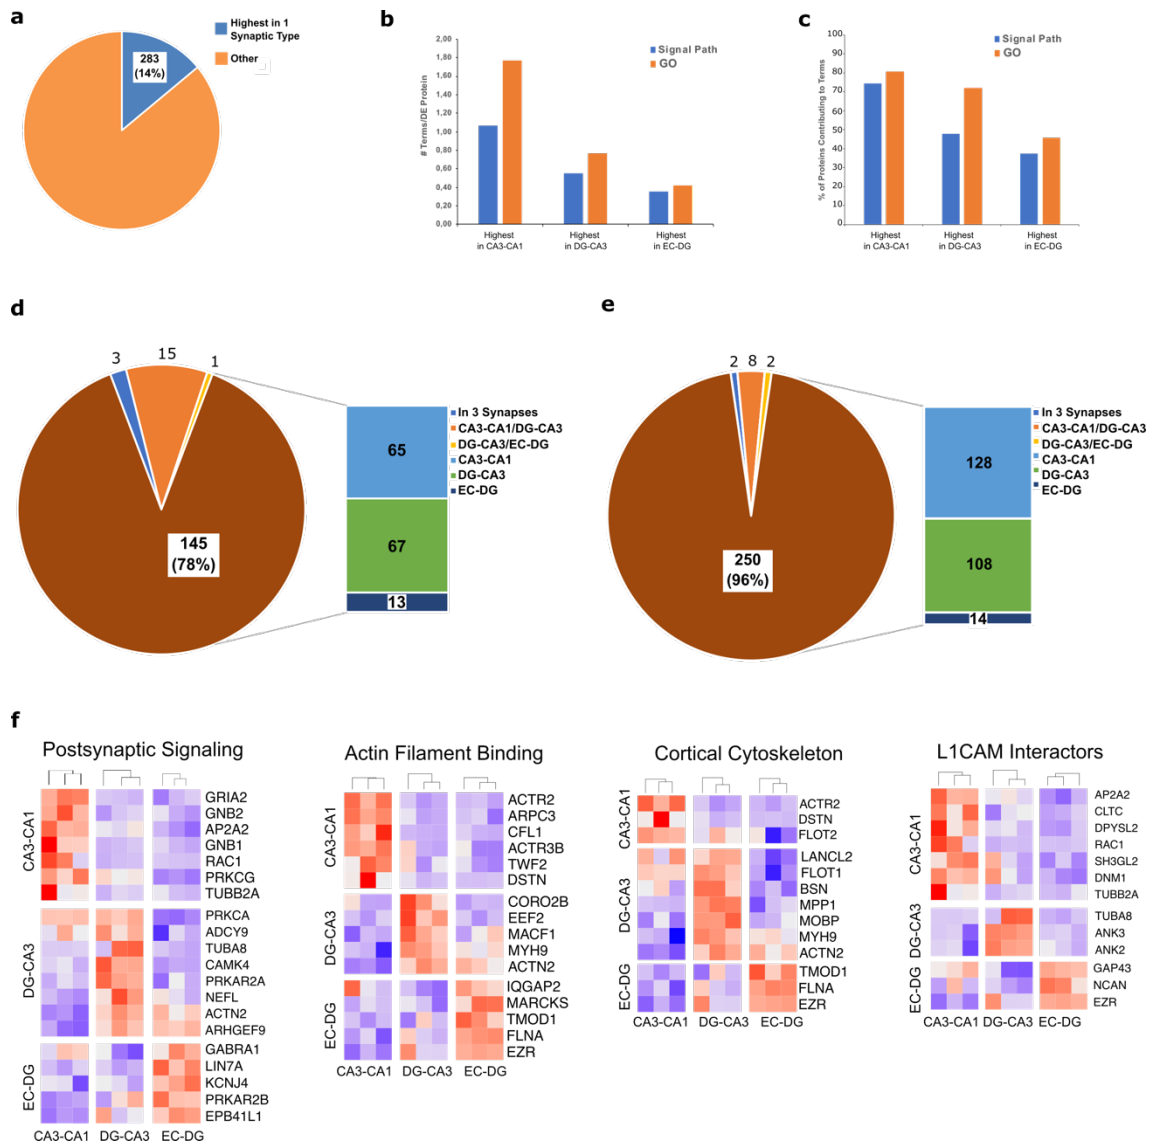 a
Highest in 1
Synaptic Type
Other
283
(14%)
b
Signal Path
GO
# Terms/DE Protein
2,00
1,80
1,60
1,40
1,20
1,00
0,80
0,60
0,40
0,20
0,00
Highest
in CA3-CA1
Highest
in DG-CA3
Highest
in EC-DG
c
Signal Path
GO
% of Proteins Contributing to Terms
100
90
80
70
60
50
40
30
20
10
0
Highest
in CA3-CA1
Highest
in DG-CA3
Highest
in EC-DG
d
3
15
1
145
(78%)
65
67
13
In 3 Synapses
CA3-CA1/DG-CA3
DG-CA3/EC-DG
CA3-CA1
DG-CA3
EC-DG
e
2
8
2
250
(96%)
128
108
14
In 3 Synapses
CA3-CA1/DG-CA3
DG-CA3/EC-DG
CA3-CA1
DG-CA3
EC-DG
f
Postsynaptic Signaling
CA3-CA1
GRIA2
GNB2
AP2A2
GNB1
RAC1
PRKCG
TUBB2A
DG-CA3
PRKCA
ADCY9
TUBA8
CAMK4
PRKAR2A
NEFL
ACTN2
ARHGEF9
EC-DG
GABRA1
LIN7A
KCNJ4
PRKAR2B
EPB41L1
CA3-CA1 DG-CA3 EC-DG
Actin Filament Binding
CA3-CA1
ACTR2
ARPC3
CFL1
ACTR3B
TWF2
DSTN
DG-CA3
CORO2B
EEF2
MACF1
MYH9
ACTN2
EC-DG
IQGAP2
MARCKS
TMOD1
FLNA
EZR
CA3-CA1 DG-CA3 EC-DG
Cortical Cytoskeleton
CA3-CA1
ACTR2
DSTN
FLOT2
DG-CA3
LANCL2
FLOT1
BSN
MPP1
MOBP
MYH9
ACTN2
EC-DG
TMOD1
FLNA
EZR
CA3-CA1 DG-CA3 EC-DG
L1CAM Interactors
CA3-CA1
AP2A2
CLTC
DPYSL2
RAC1
SH3GL2
DNM1
TUBB2A
DG-CA3
TUBA8
ANK3
ANK2
EC-DG
GAP43
NCAN
EZR
CA3-CA1 DG-CA3 EC-DG